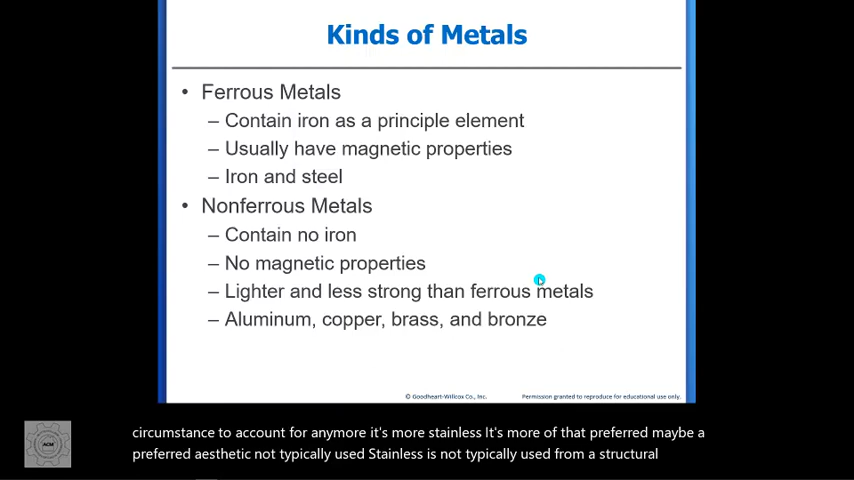 Kinds of Metals
• Ferrous Metals
– Contain iron as a principle element
– Usually have magnetic properties
– Iron and steel
• Nonferrous Metals
– Contain no iron
– No magnetic properties
– Lighter and less strong than ferrous metals
– Aluminum, copper, brass, and bronze
© Goodheart-Willcox Co., Inc. Permission granted to reproduce for educational use only.
circumstance to account for anymore it's more stainless It's more of that preferred maybe a
preferred aesthetic not typically used Stainless is not typically used from a structural
ACM